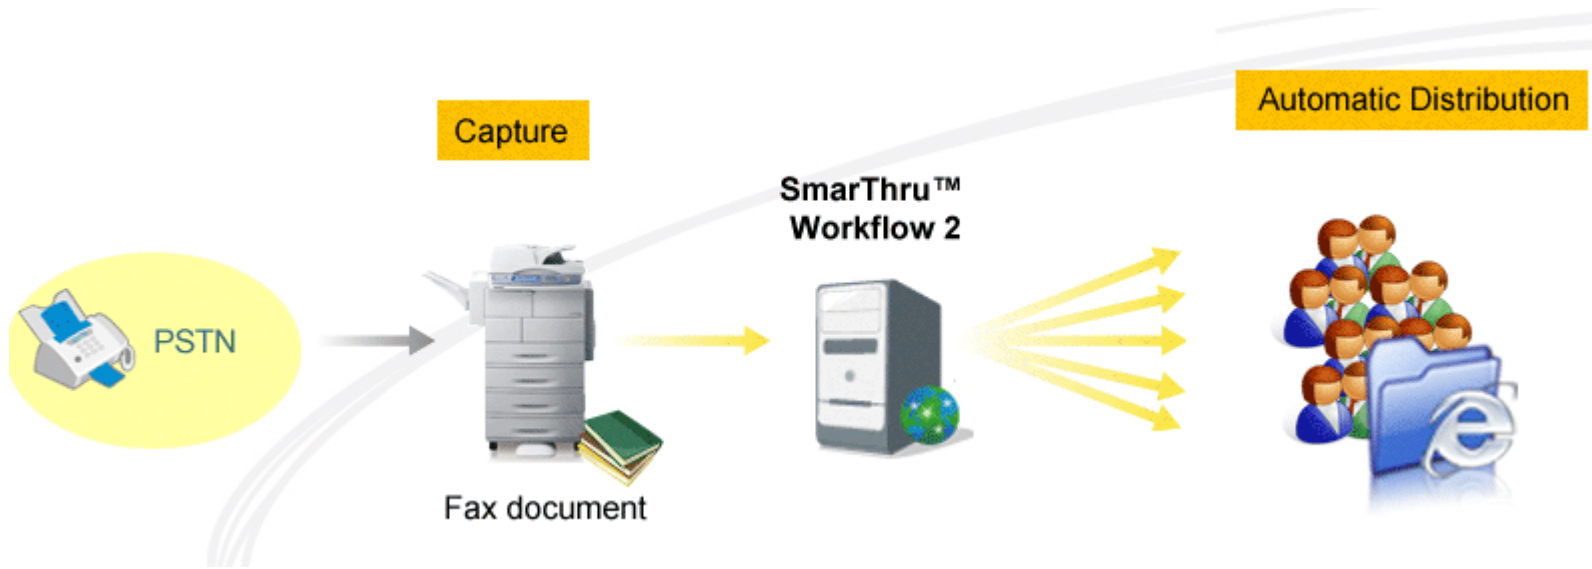 Capture
Automatic Distribution
SmarThru™
Workflow 2
PSTN
Fax document